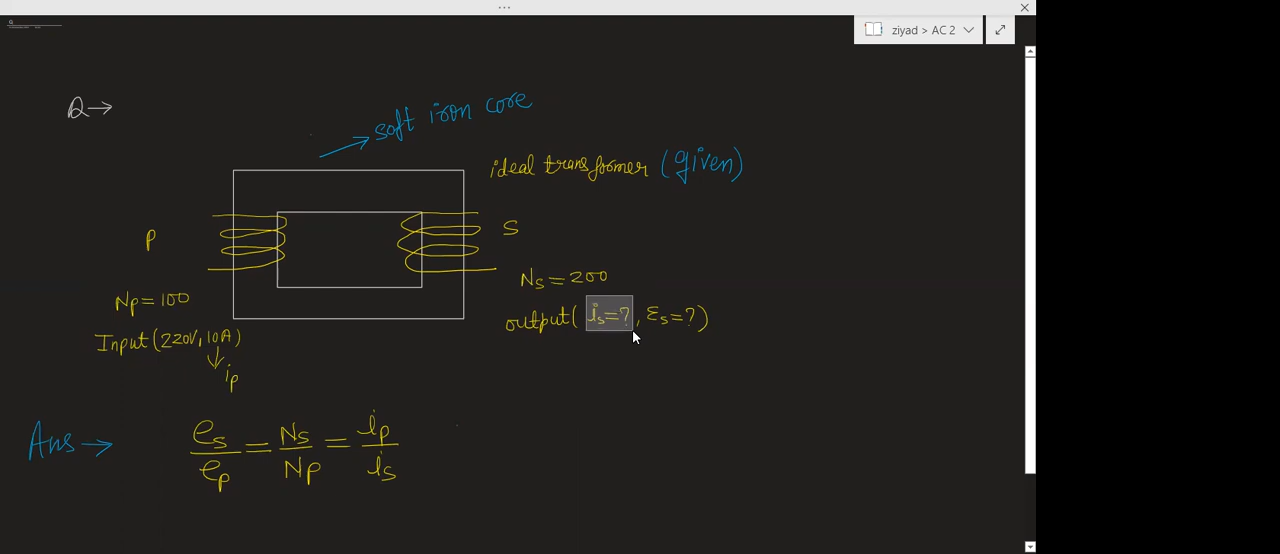 ziyad > AC 2
Q→
soft iron core
ideal transformer (given)
P
S
Np=100
Ns=200
Input (220V, 10A)
output( is=?, εs=?)
ip
Ans →
es/ep = Ns/Np = ip/is